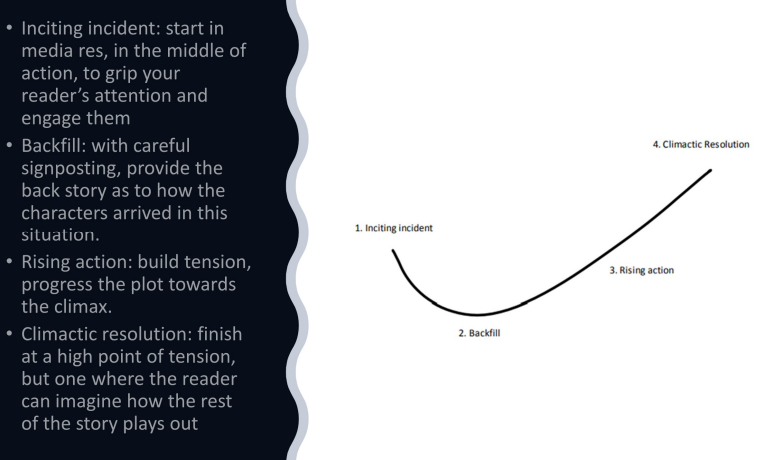 • Inciting incident: start in
media res, in the middle of
action, to grip your
reader’s attention and
engage them
• Backfill: with careful
signposting, provide the
back story as to how the
characters arrived in this
situation.
• Rising action: build tension,
progress the plot towards
the climax.
• Climactic resolution: finish
at a high point of tension,
but one where the reader
can imagine how the rest
of the story plays out
4. Climactic Resolution
1. Inciting incident
3. Rising action
2. Backfill